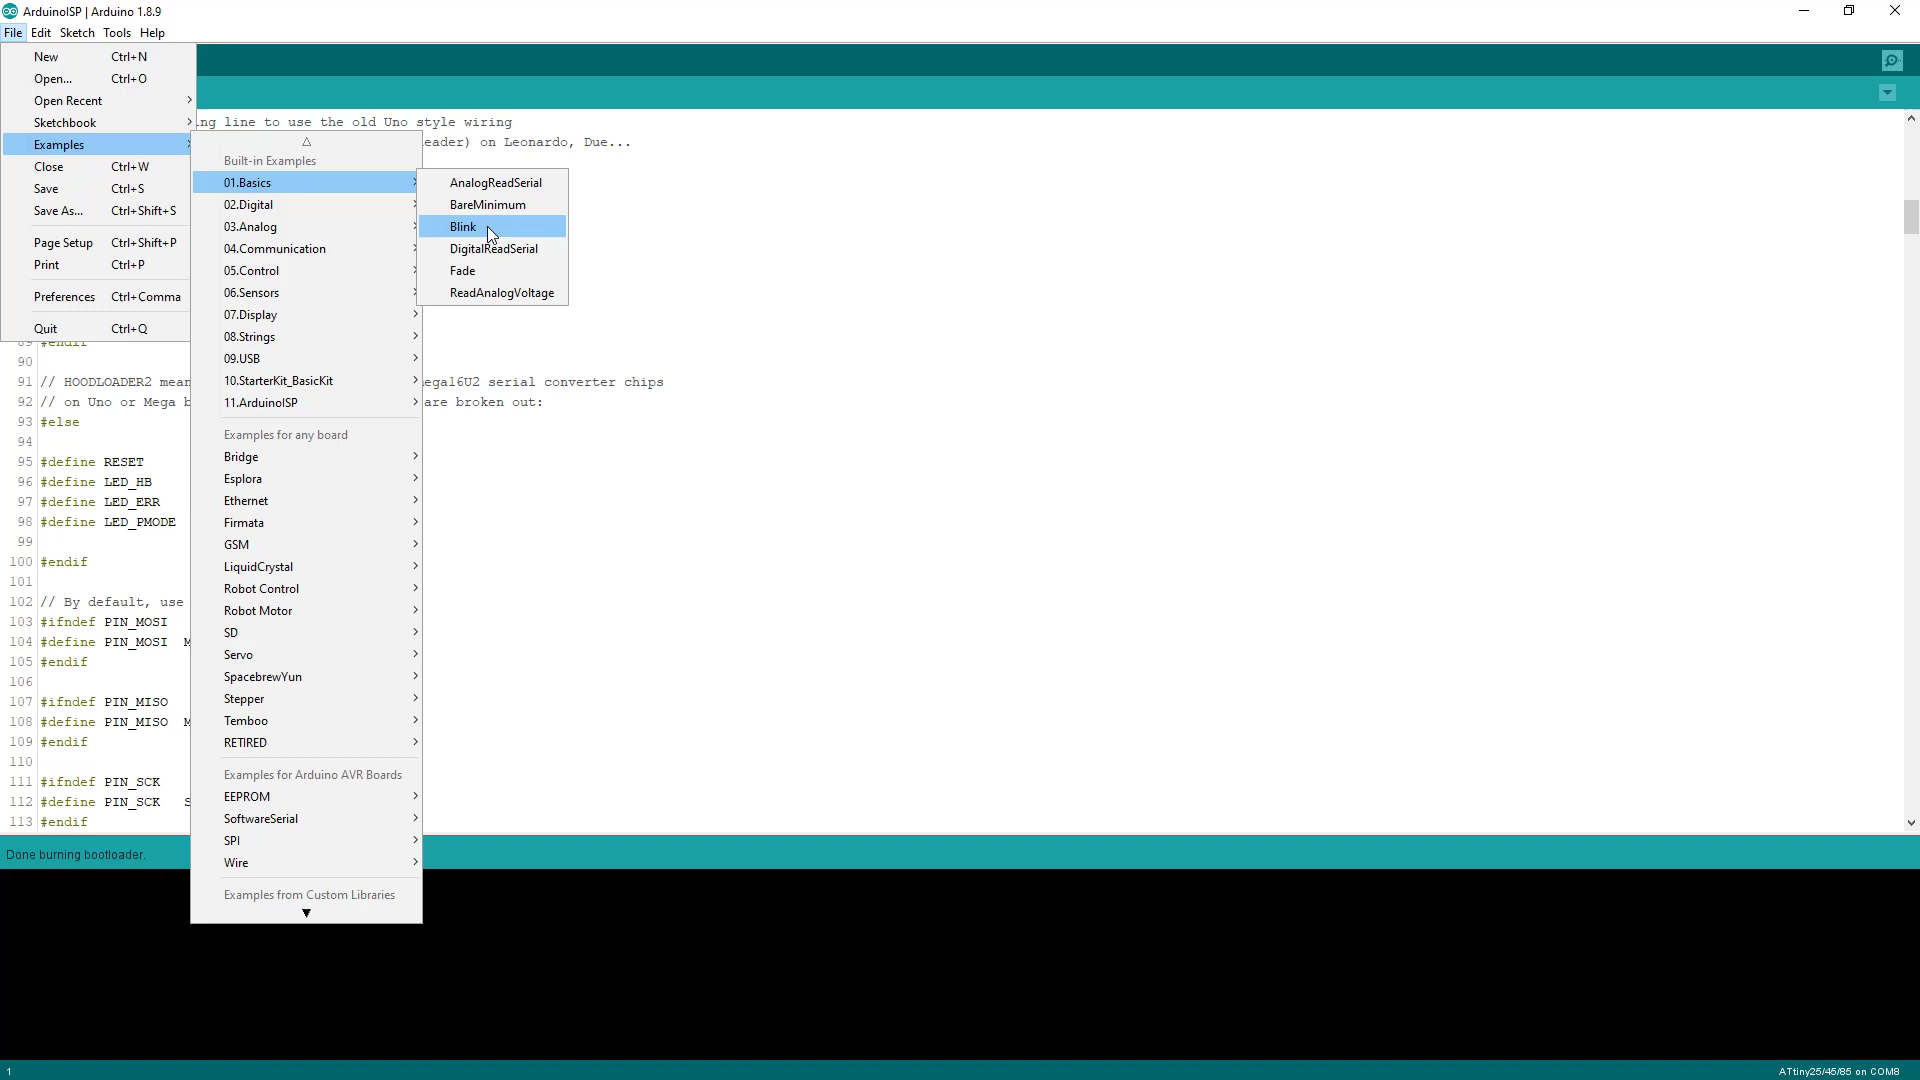 ArduinoISP | Arduino 1.8.9
File Edit Sketch Tools Help
New Ctrl+N
Open... Ctrl+O
Open Recent
Sketchbook
Examples
Close Ctrl+W
Save Ctrl+S
Save As... Ctrl+Shift+S
Page Setup Ctrl+Shift+P
Print Ctrl+P
Preferences Ctrl+Comma
Quit Ctrl+Q
Built-in Examples
01.Basics
02.Digital
03.Analog
04.Communication
05.Control
06.Sensors
07.Display
08.Strings
09.USB
10.StarterKit_BasicKit
11.ArduinoISP
Examples for any board
Bridge
Esplora
Ethernet
Firmata
GSM
LiquidCrystal
Robot Control
Robot Motor
SD
Servo
SpacebrewYun
Stepper
Temboo
RETIRED
Examples for Arduino AVR Boards
EEPROM
SoftwareSerial
SPI
Wire
Examples from Custom Libraries
AnalogReadSerial
BareMinimum
Blink
DigitalReadSerial
Fade
ReadAnalogVoltage
line to use the old Uno style wiring
on Leonardo, Due...
89 #endif
90
91 // HOODLOADER2 serial converter chips
92 // on Uno or Mega are broken out:
93 #else
94
95 #define RESET
96 #define LED_HB
97 #define LED_ERR
98 #define LED_PMODE
99
100 #endif
101
102 // By default, use
103 #ifndef PIN_MOSI
104 #define PIN_MOSI M
105 #endif
106
107 #ifndef PIN_MISO
108 #define PIN_MISO M
109 #endif
110
111 #ifndef PIN_SCK
112 #define PIN_SCK S
113 #endif
Done burning bootloader.
1 ATtiny25/45/85 on COM8